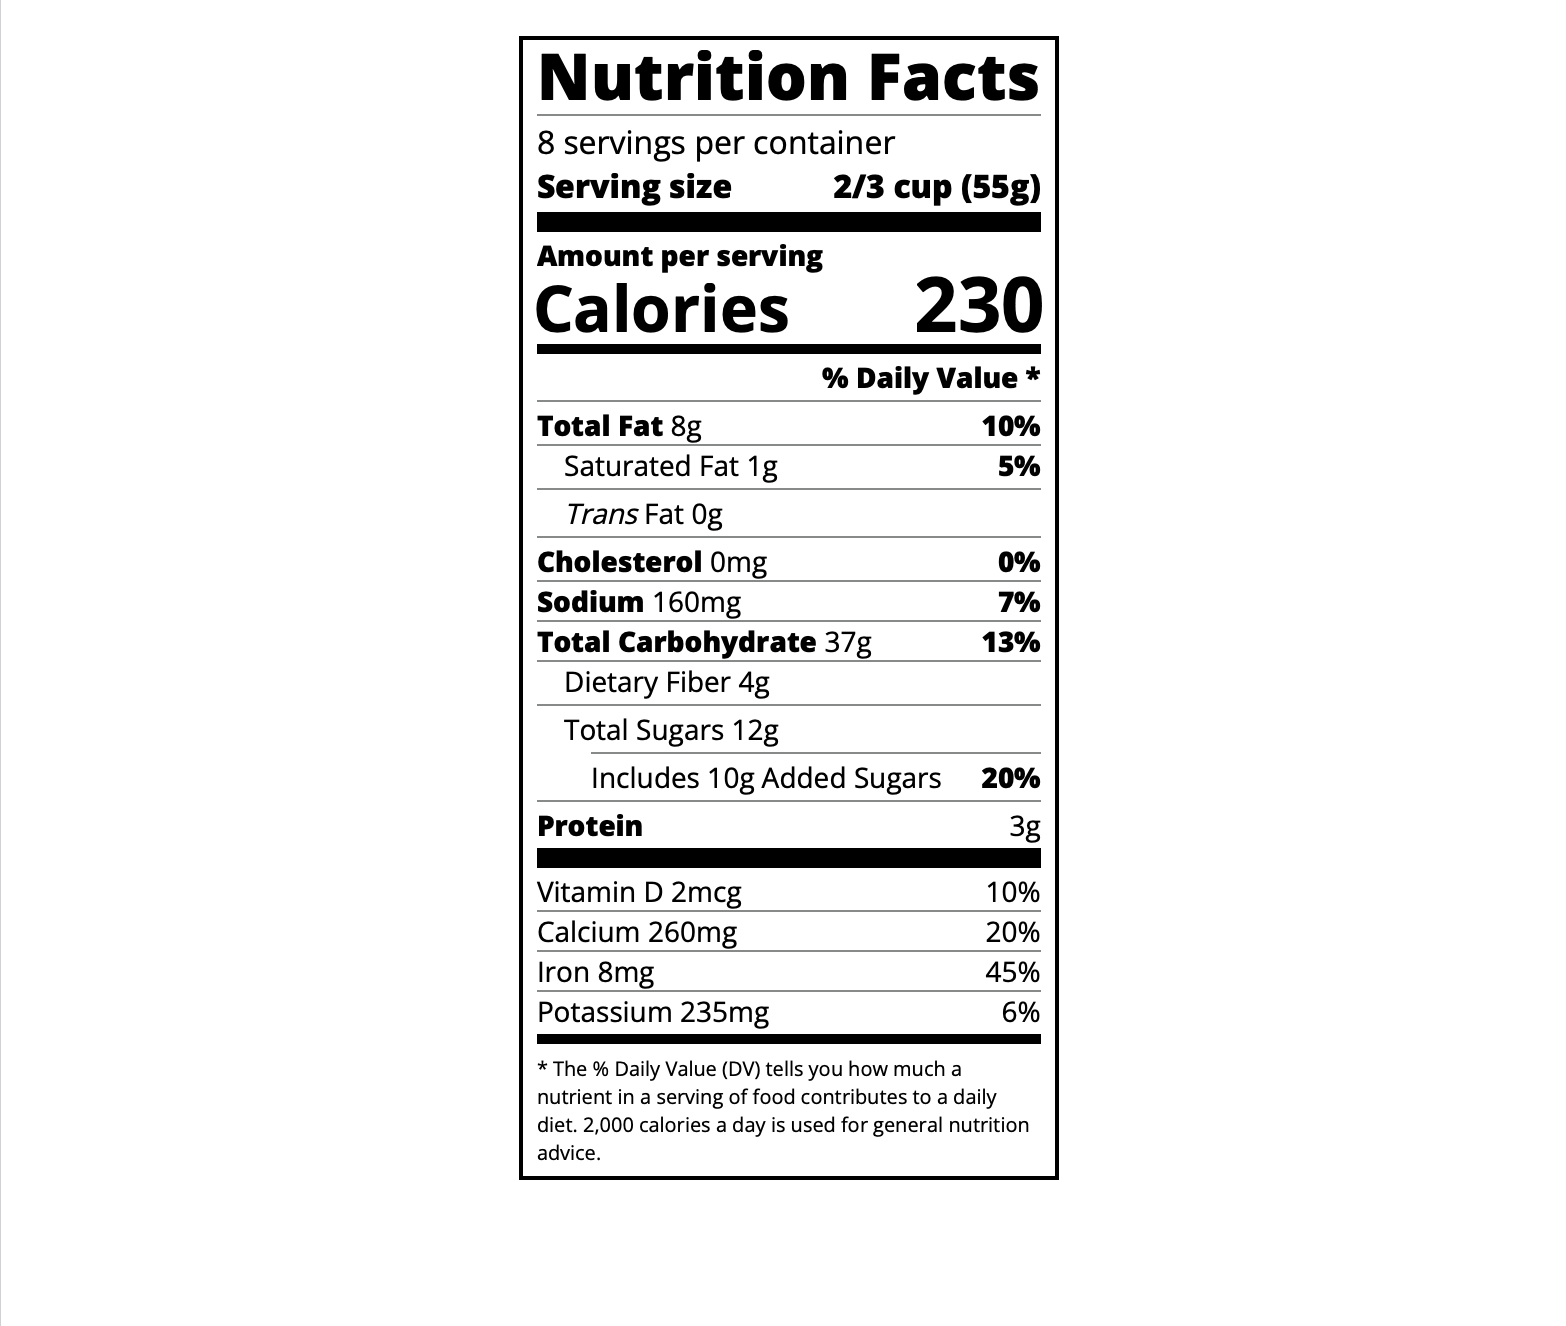 Nutrition Facts
8 servings per container
Serving size 2/3 cup (55g)
Amount per serving
Calories 230
% Daily Value *
Total Fat 8g 10%
Saturated Fat 1g 5%
Trans Fat 0g
Cholesterol 0mg 0%
Sodium 160mg 7%
Total Carbohydrate 37g 13%
Dietary Fiber 4g
Total Sugars 12g
Includes 10g Added Sugars 20%
Protein 3g
Vitamin D 2mcg 10%
Calcium 260mg 20%
Iron 8mg 45%
Potassium 235mg 6%
* The % Daily Value (DV) tells you how much a
nutrient in a serving of food contributes to a daily
diet. 2,000 calories a day is used for general nutrition
advice.